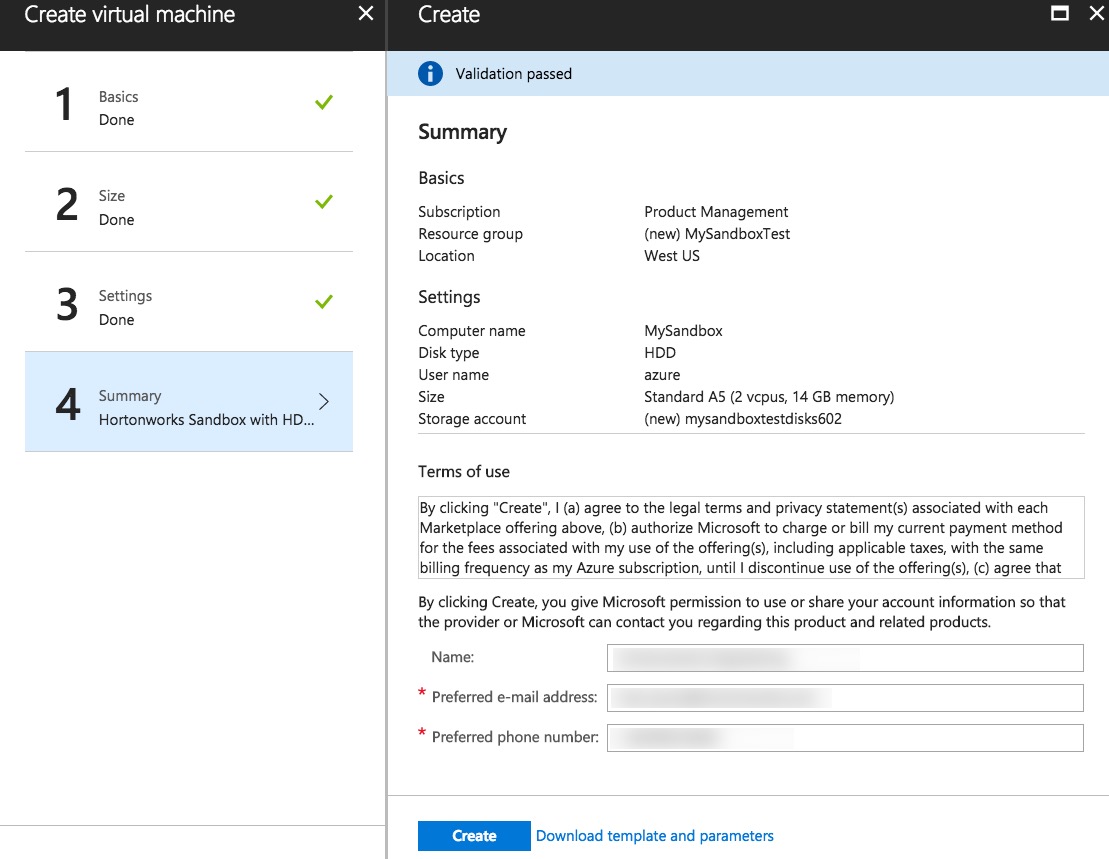 Create virtual machine
1
Basics
Done
2
Size
Done
3
Settings
Done
4
Summary
Hortonworks Sandbox with HD...
Create
Validation passed
Summary
Basics
Subscription Product Management
Resource group (new) MySandboxTest
Location West US
Settings
Computer name MySandbox
Disk type HDD
User name azure
Size Standard A5 (2 vcpus, 14 GB memory)
Storage account (new) mysandboxtestdisks602
Terms of use
By clicking "Create", I (a) agree to the legal terms and privacy statement(s) associated with each
Marketplace offering above, (b) authorize Microsoft to charge or bill my current payment method
for the fees associated with my use of the offering(s), including applicable taxes, with the same
billing frequency as my Azure subscription, until I discontinue use of the offering(s), (c) agree that
By clicking Create, you give Microsoft permission to use or share your account information so that
the provider or Microsoft can contact you regarding this product and related products.
Name:
* Preferred e-mail address:
* Preferred phone number:
Create Download template and parameters